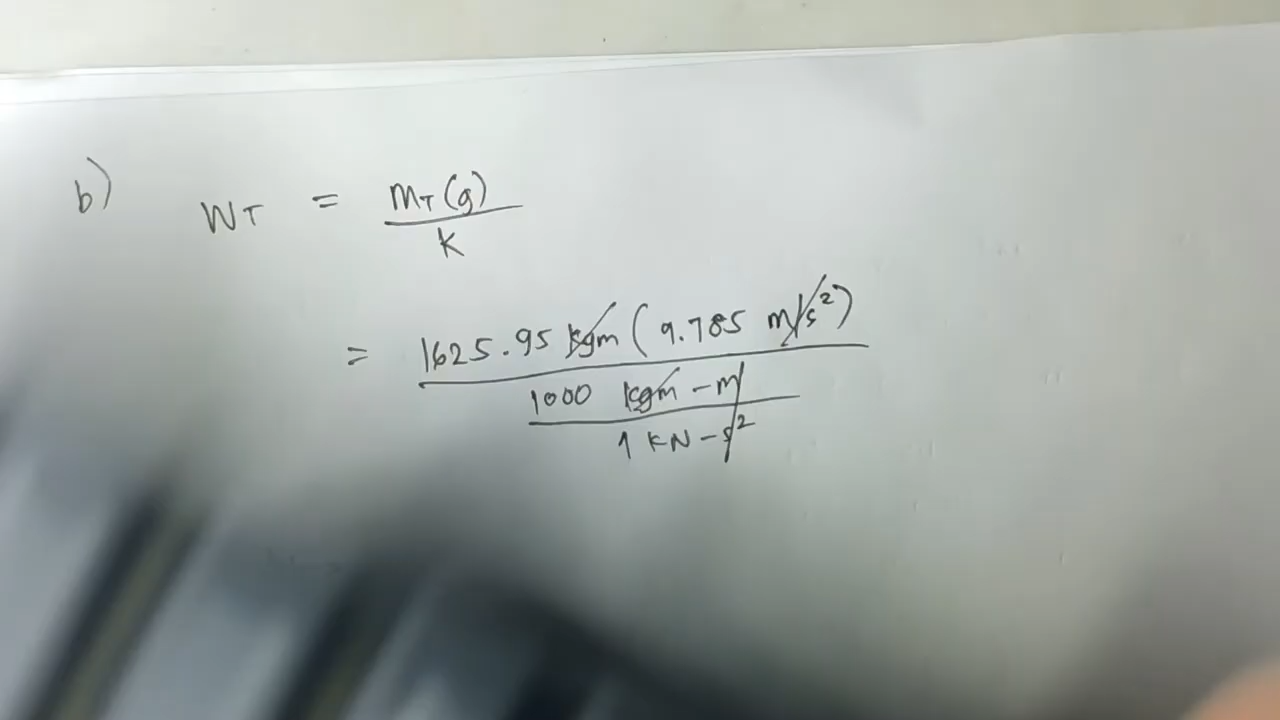 b) WT = mT (g)
K
= 1625.95 kgm ( 9.785 m/s²)
1000 kgm - m
1 KN - s²